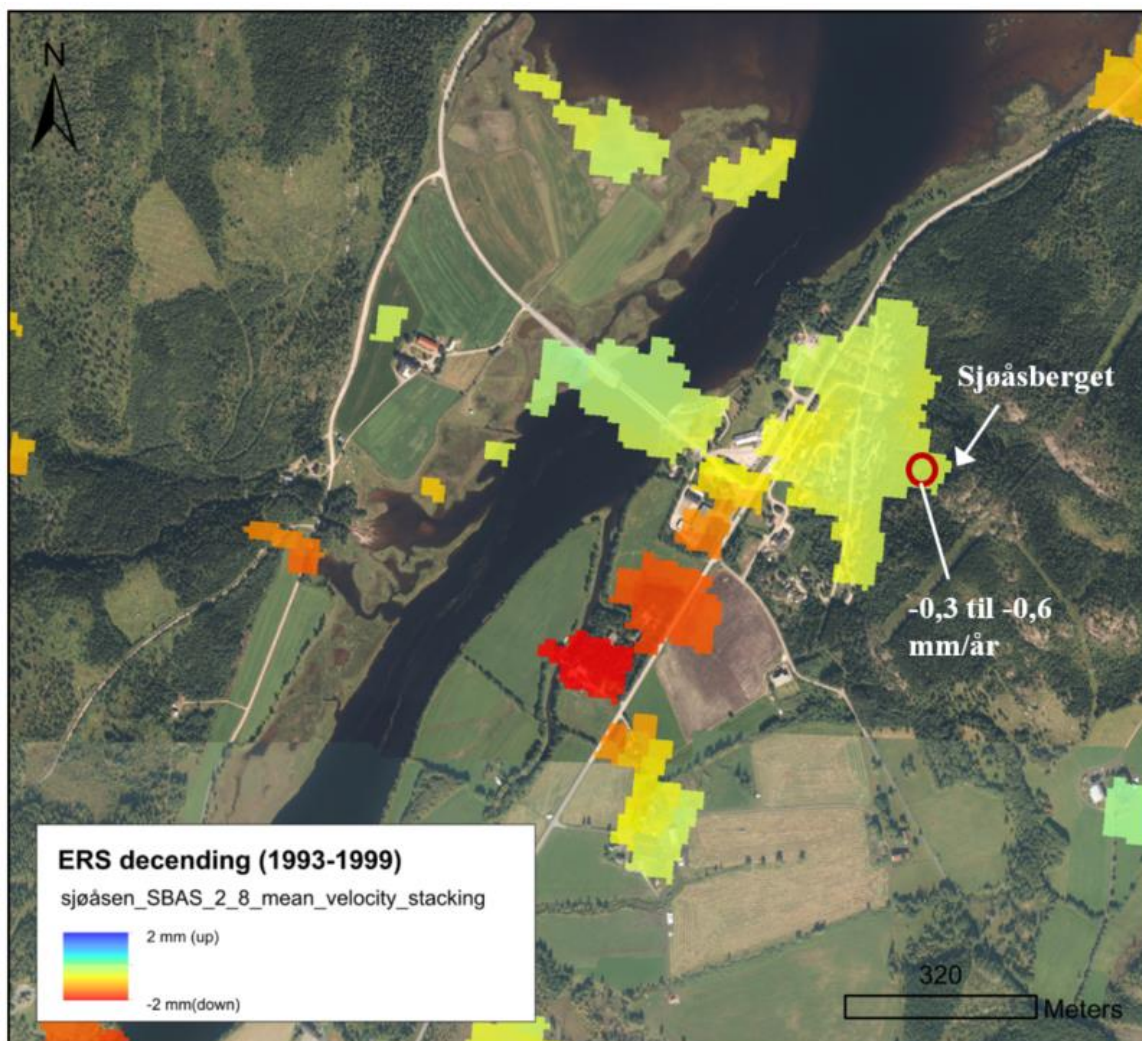 N
Sjøåsberget
-0,3 til -0,6
mm/år
ERS decending (1993-1999)
sjøåsen_SBAS_2_8_mean_velocity_stacking
2 mm (up)
-2 mm(down)
320
Meters